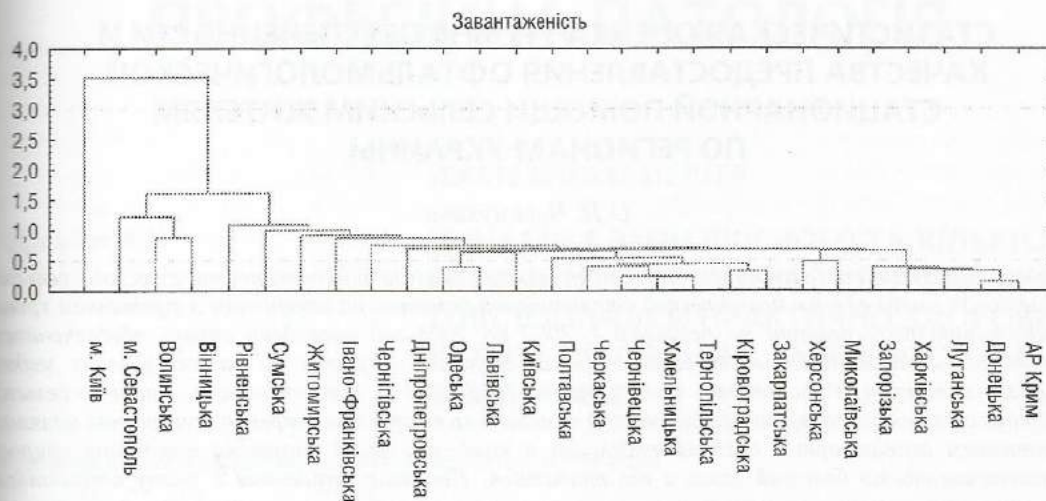 Завантаженість
4,0
3,5
3,0
2,5
2,0
1,5
1,0
0,5
0,0
м. Київ
м. Севастополь
Волинська
Вінницька
Рівненська
Сумська
Житомирська
Івано-Франківська
Чернігівська
Дніпропетровська
Одеська
Львівська
Київська
Полтавська
Черкаська
Чернівецька
Хмельницька
Тернопільська
Кіровоградська
Закарпатська
Херсонська
Миколаївська
Запорізька
Харківська
Луганська
Донецька
АР Крим